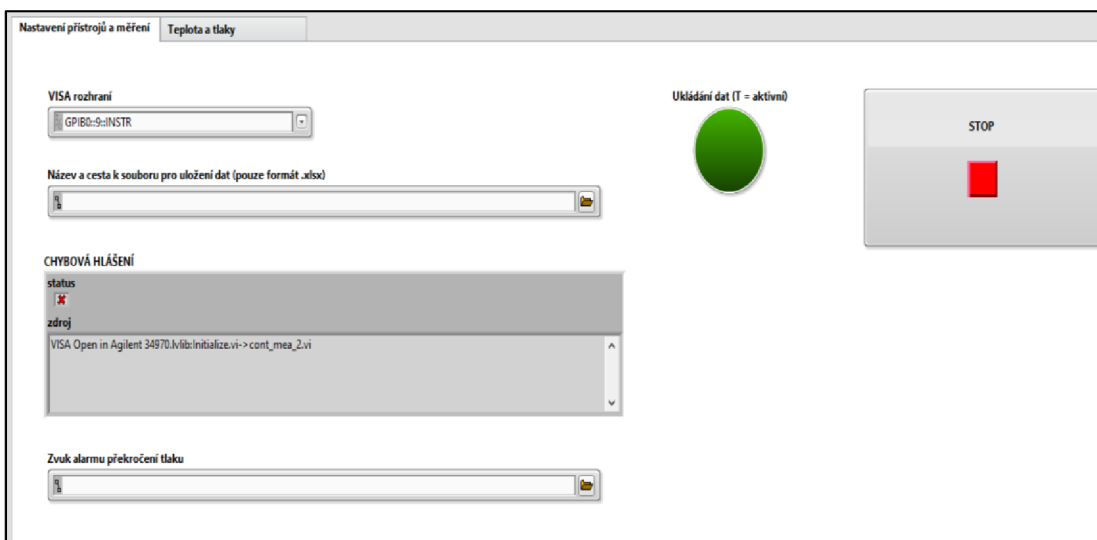 Nastavení přístrojů a měření
Teplota a tlaky
VISA rozhraní
GPIB0::9::INSTR
Ukládání dat (T = aktivní)
STOP
Název a cesta k souboru pro uložení dat (pouze formát .xlsx)
CHYBOVÁ HLÁŠENÍ
status
zdroj
VISA Open in Agilent 34970.lvlib:Initialize.vi->cont_mea_2.vi
Zvuk alarmu překročení tlaku